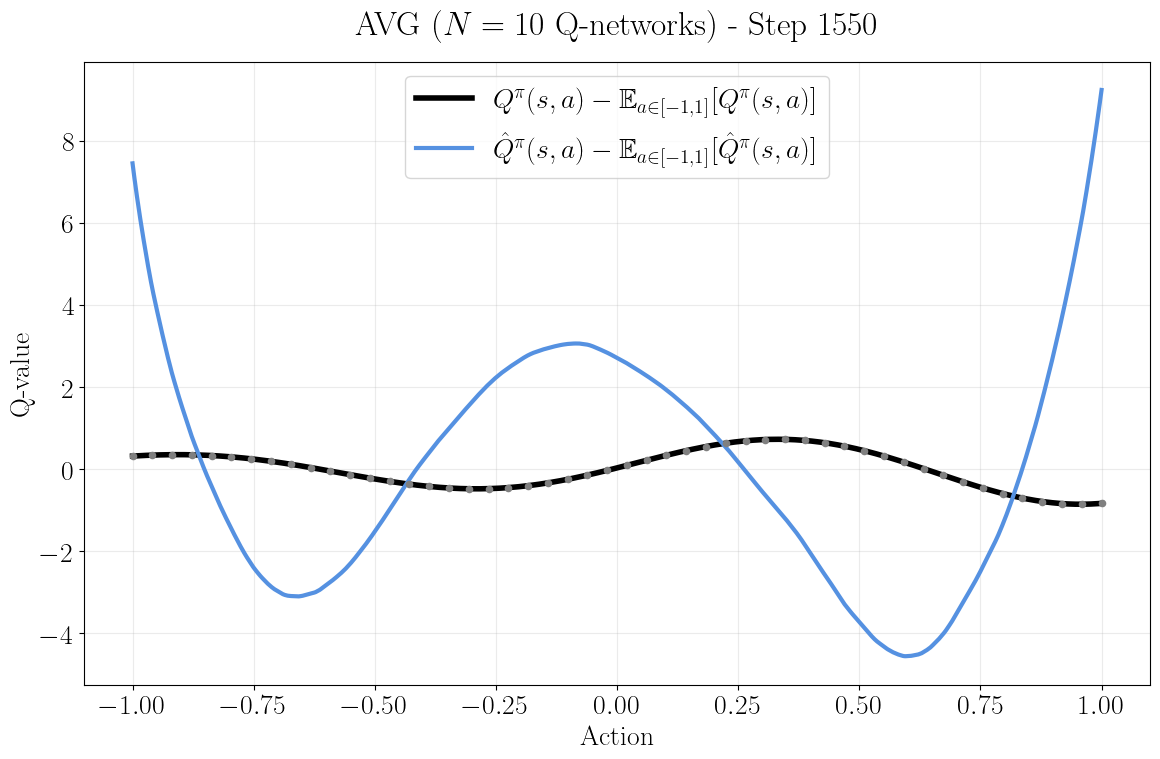 AVG (N = 10 Q-networks) - Step 1550
Q^π(s, a) − 𝔼_{a∈[−1,1]}[Q^π(s, a)]
Q̂^π(s, a) − 𝔼_{a∈[−1,1]}[Q̂^π(s, a)]
Q-value
8
6
4
2
0
−2
−4
−1.00 −0.75 −0.50 −0.25 0.00 0.25 0.50 0.75 1.00
Action